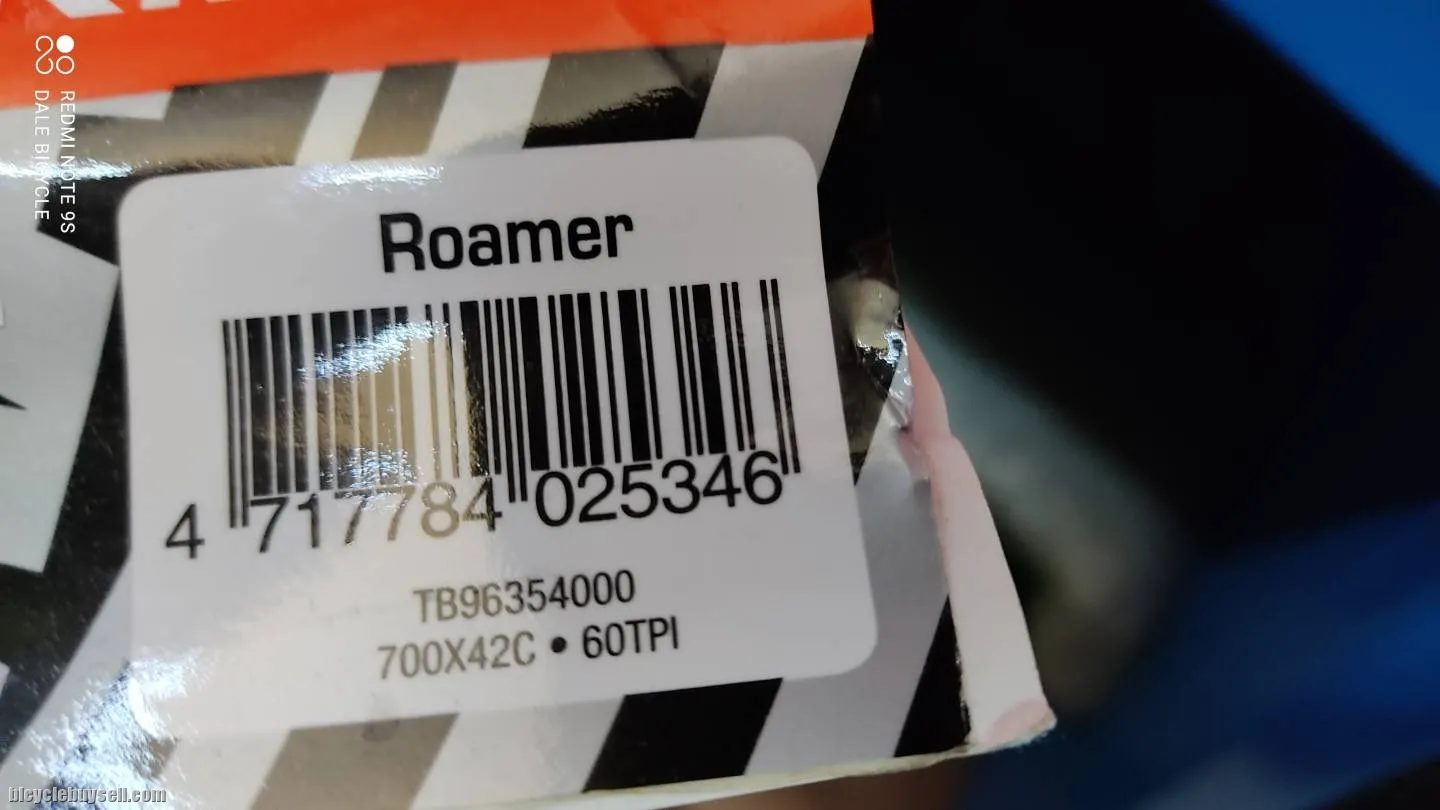 REDMI NOTE 9S
DALE BICYCLE
Roamer
4 717784 025346
TB96354000
700X42C • 60TPI
bicyclebuysell.com